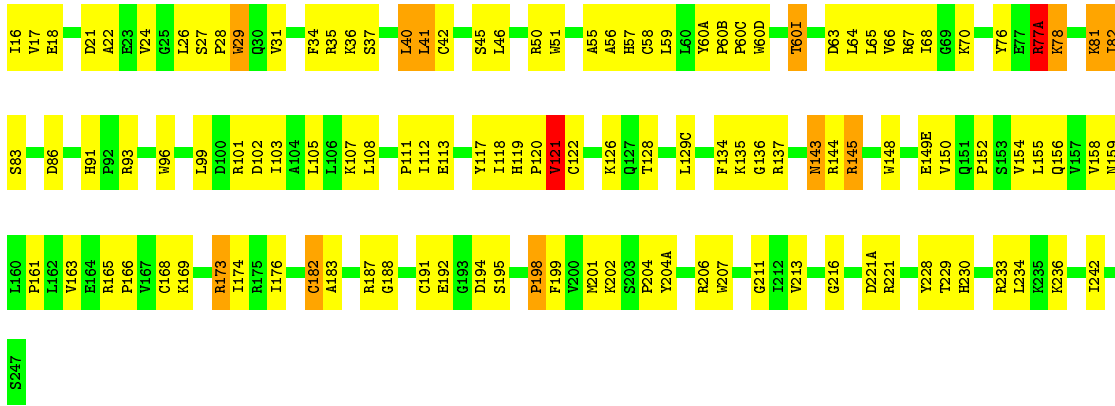 I16 V17 E18 D21 A22 E23 V24 G25 L26 S27 P28 W29 Q30 V31 F34 R35 K36 S37 L40 L41 C42 S45 L46 R50 W51 A55 A56 H57 C58 L59 L60 Y60A P60B P60C W60D T60I D63 L64 L65 V66 R67 I68 G69 K70 Y76 E77 R77A K78 K81 I82
S83 D86 H91 P92 R93 W96 L99 D100 R101 D102 I103 A104 L105 L106 K107 L108 P111 I112 E113 Y117 I118 H119 P120 V121 C122 K126 Q127 T128 L129C F134 K135 G136 R137 N143 R144 R145 W148 E149E V150 Q151 P152 S153 V154 L155 Q156 V157 V158 N159
L160 P161 L162 V163 E164 R165 P166 V167 C168 K169 R173 I174 R175 I176 C182 A183 R187 G188 C191 E192 G193 D194 S195 P198 F199 V200 M201 K202 S203 P204 Y204A R206 W207 G211 I212 V213 G216 D221A R221 Y228 T229 H230 R233 L234 K235 K236 I242
S247